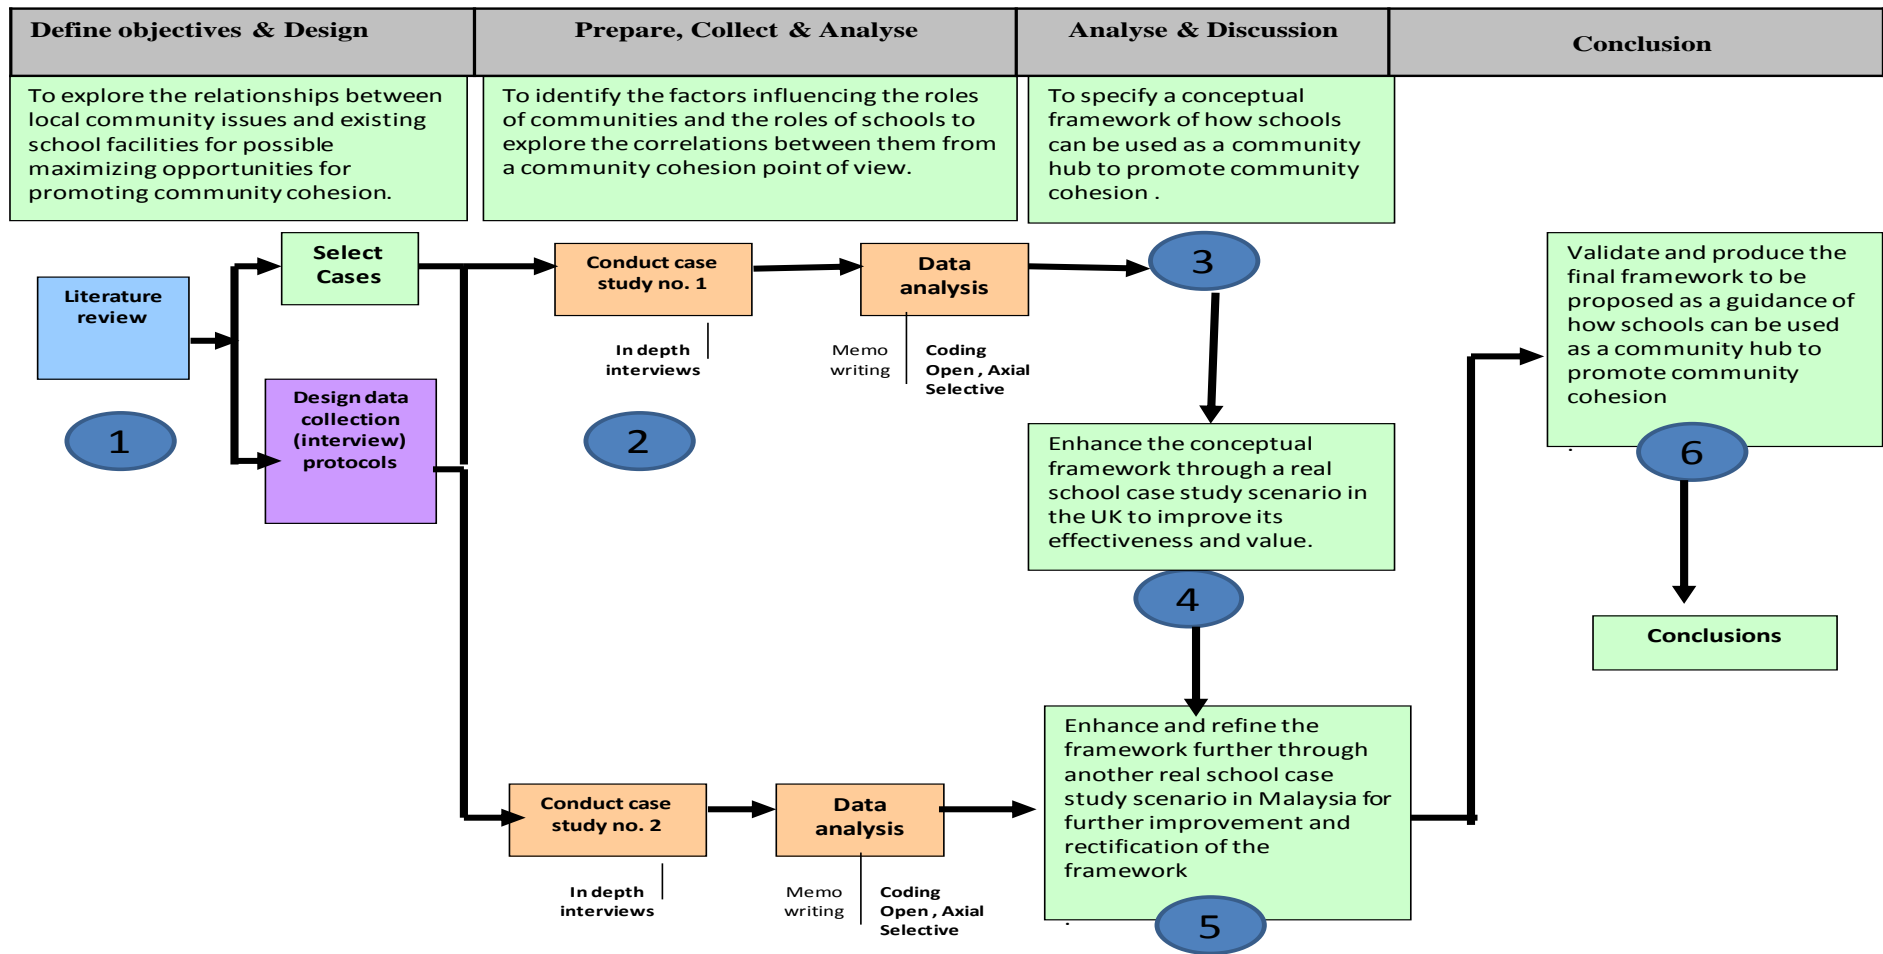 Define objectives & Design
Prepare, Collect & Analyse
Analyse & Discussion
Conclusion
To explore the relationships between
local community issues and existing
school facilities for possible
maximizing opportunities for
promoting community cohesion.
To identify the factors influencing the roles
of communities and the roles of schools to
explore the correlations between them from
a community cohesion point of view.
To specify a conceptual
framework of how schools
can be used as a community
hub to promote community
cohesion .
Literature
review
1
Select
Cases
Design data
collection
(interview)
protocols
Conduct case
study no. 1
In depth
interviews
2
Data
analysis
Memo
writing
Coding
Open , Axial
Selective
3
Enhance the conceptual
framework through a real
school case study scenario in
the UK to improve its
effectiveness and value.
4
Conduct case
study no. 2
In depth
interviews
Data
analysis
Memo
writing
Coding
Open , Axial
Selective
Enhance and refine the
framework further through
another real school case
study scenario in Malaysia for
further improvement and
rectification of the
framework
.
5
Validate and produce the
final framework to be
proposed as a guidance of
how schools can be used
as a community hub to
promote community
cohesion
.
6
Conclusions